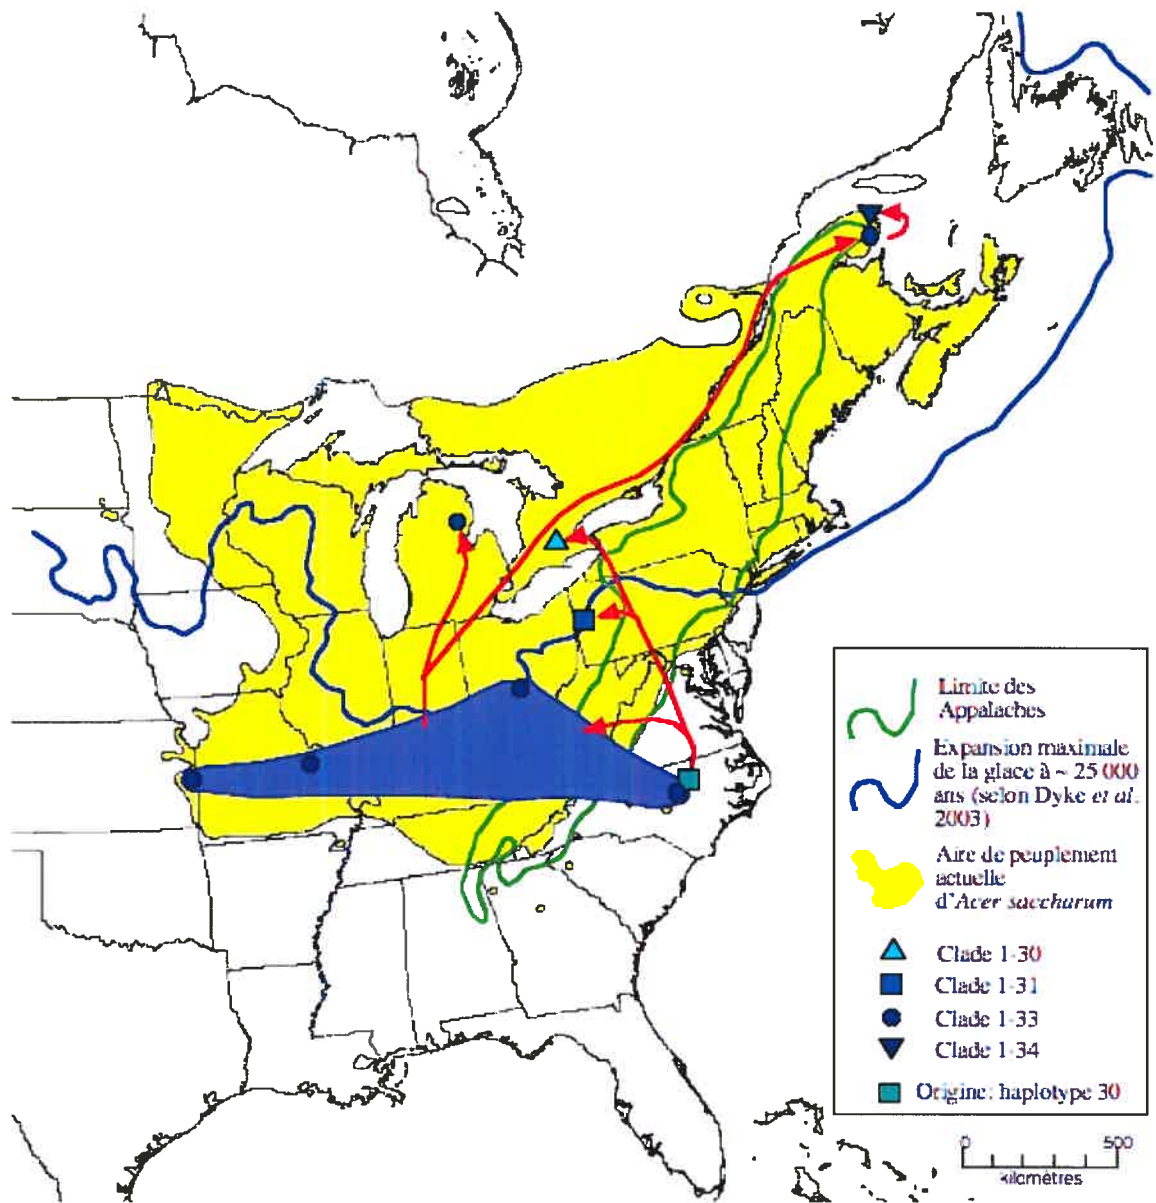 Limite des
Appalaches
Expansion maximale
de la glace à ~ 25 000
ans (selon Dyke et al.
2003)
Aire de peuplement
actuelle
d'Acer saccharum
Clade 1-30
Clade 1-31
Clade 1-33
Clade 1-34
Origine: haplotype 30
0 500
kilomètres